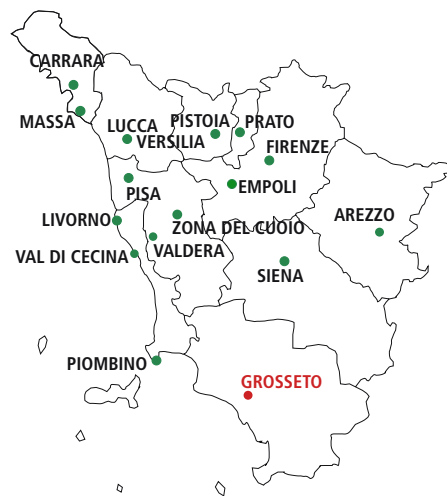 CARRARA
MASSA
LUCCA
VERSILIA
PISTOIA
PRATO
FIRENZE
EMPOLI
PISA
AREZZO
LIVORNO
ZONA DEL CUOIO
VALDERA
VAL DI CECINA
SIENA
PIOMBINO
GROSSETO